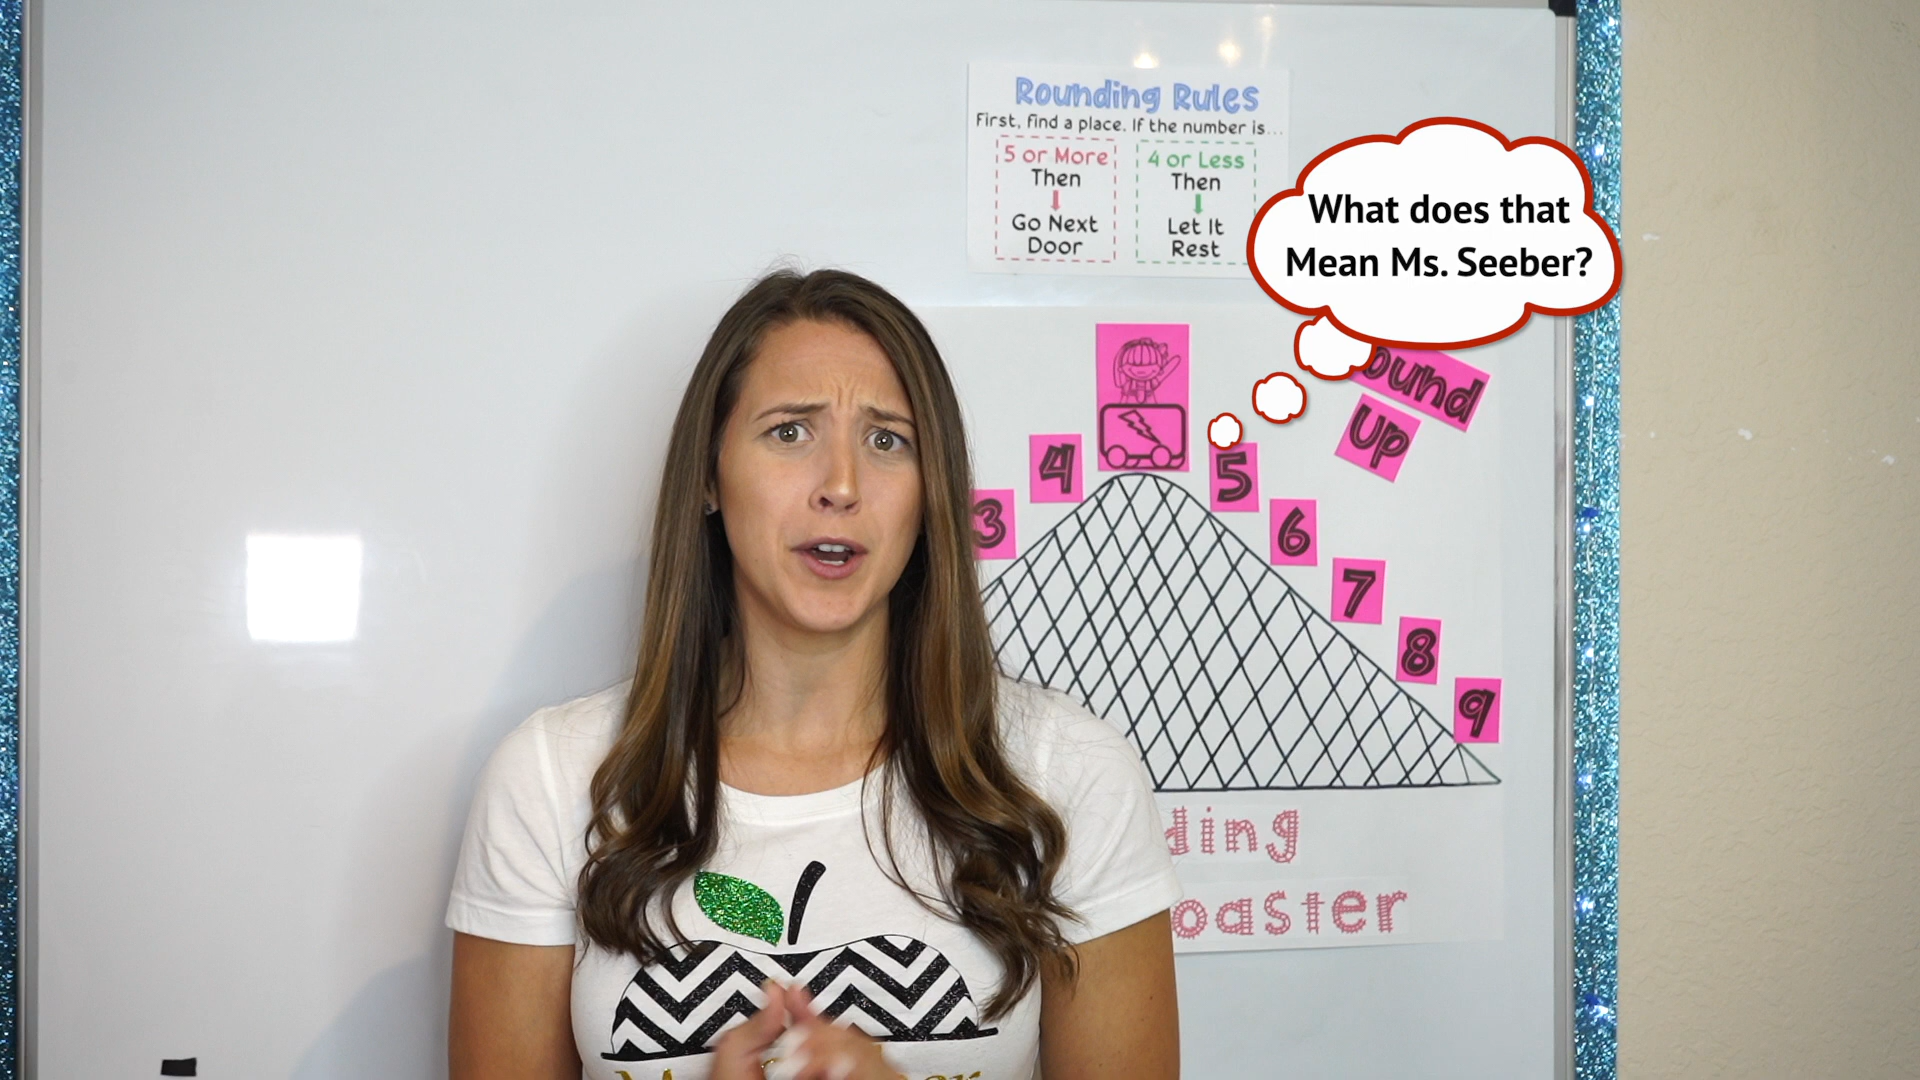 Rounding Rules
First, find a place. If the number is...
5 or More
Then
Go Next
Door
4 or Less
Then
Let It
Rest
What does that
Mean Ms. Seeber?
ound
Up
3
4
5
6
7
8
9
ding
oaster